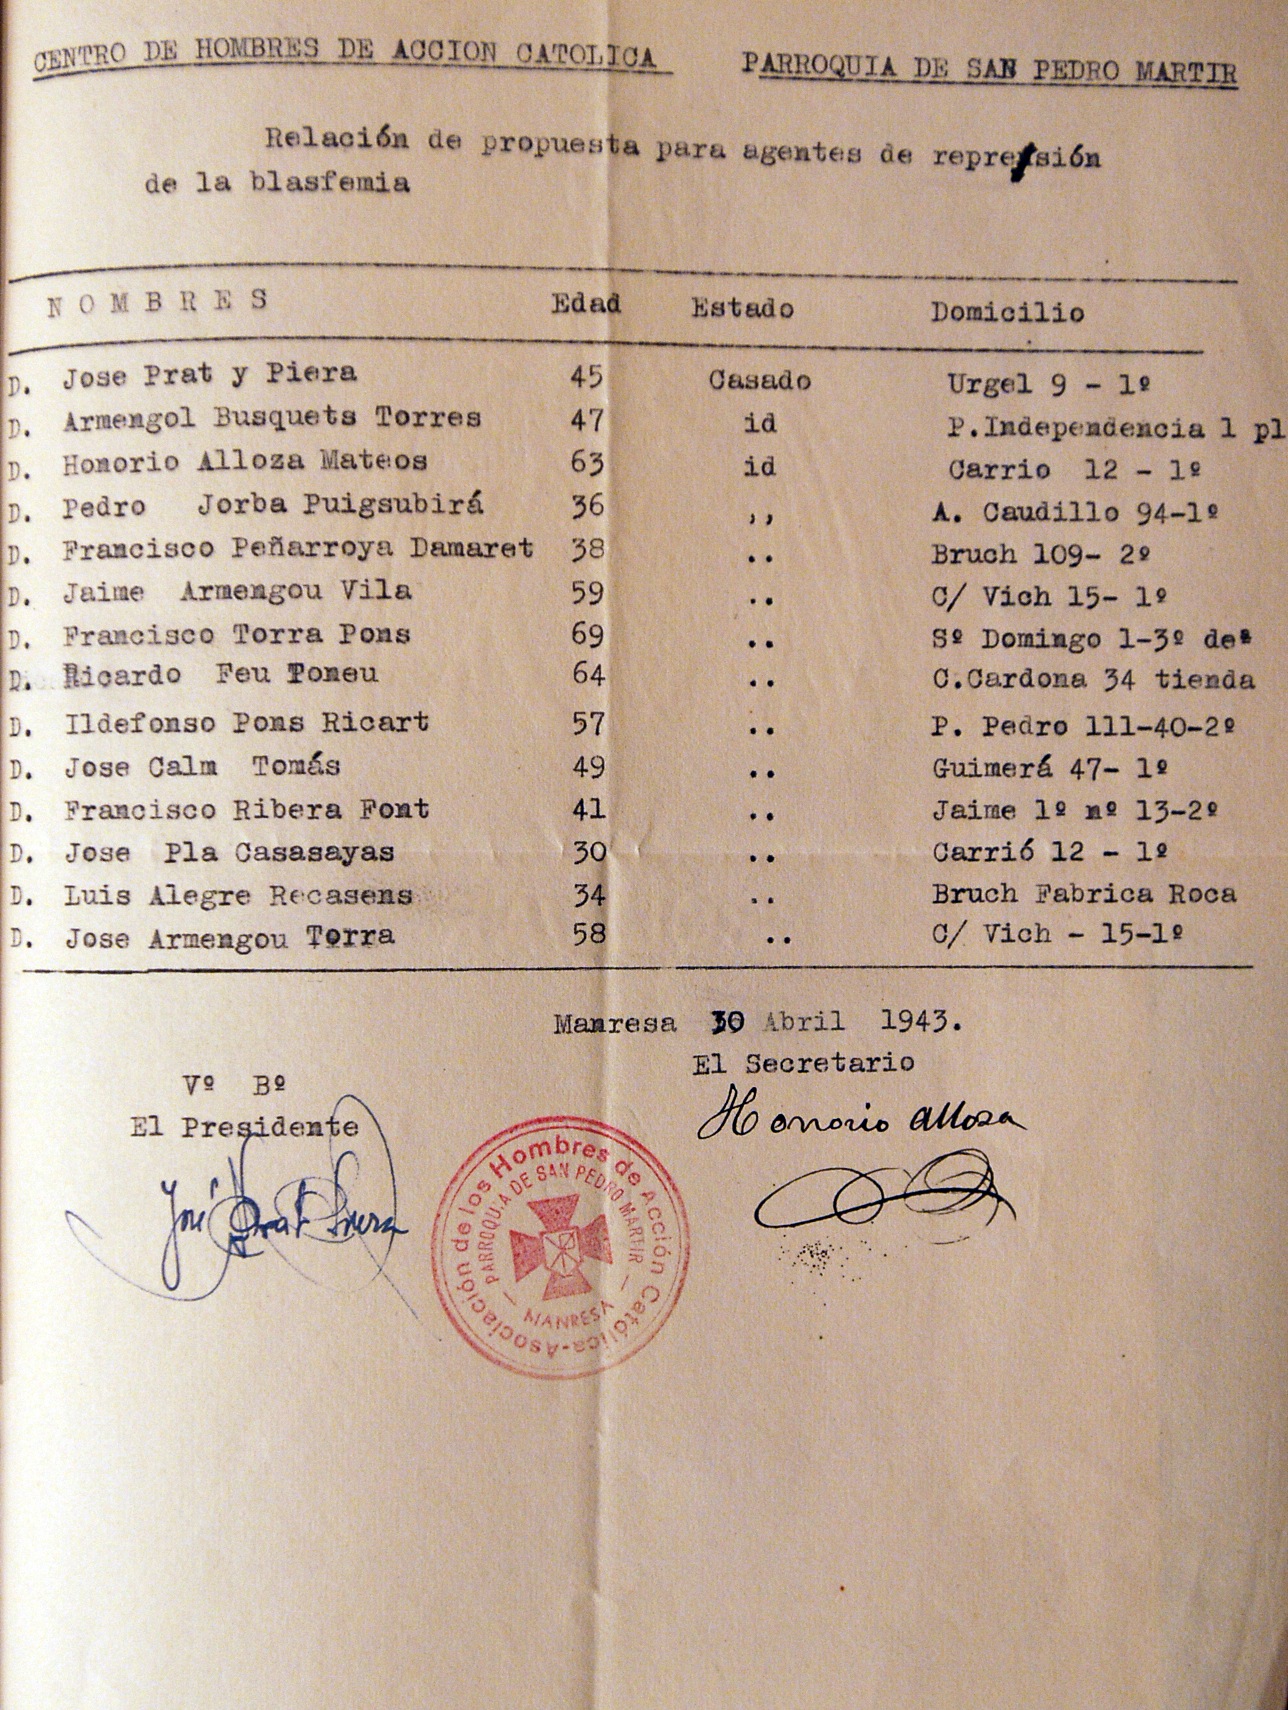 CENTRO DE HOMBRES DE ACCION CATOLICA PARROQUIA DE SAN PEDRO MARTIR
Relación de propuesta para agentes de represión
de la blasfemia
N O M B R E S Edad Estado Domicilio
D. Jose Prat y Piera 45 Casado Urgel 9 - 1º
D. Armengol Busquets Torres 47 id P.Independencia 1 pl
D. Honorio Alloza Mateos 63 id Carrio 12 - 1º
D. Pedro Jorba Puigsubirá 36 ,, A. Caudillo 94-1º
D. Francisco Peñarroya Damaret 38 .. Bruch 109- 2º
D. Jaime Armengou Vila 59 .. C/ Vich 15- 1º
D. Francisco Torra Pons 69 .. Sº Domingo 1-3º deª
D. Ricardo Feu Toneu 64 .. C.Cardona 34 tienda
D. Ildefonso Pons Ricart 57 .. P. Pedro 111-40-2º
D. Jose Calm Tomás 49 .. Guimerá 47- 1º
D. Francisco Ribera Font 41 .. Jaime 1º nº 13-2º
D. Jose Pla Casasayas 30 .. Carrió 12 - 1º
D. Luis Alegre Recasens 34 .. Bruch Fabrica Roca
D. Jose Armengou Torra 58 .. C/ Vich - 15-1º
Manresa 30 Abril 1943.
El Secretario
Vº Bº
El Presidente
Honorio Alloza
José Prat Piera
Asociación de los Hombres de Acción Católica-
PARROQUIA DE SAN PEDRO MARTIR
- MANRESA -